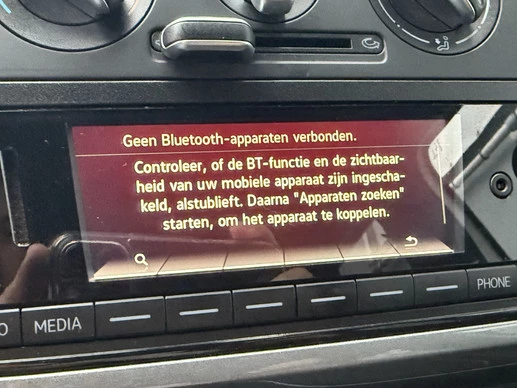 Geen Bluetooth-apparaten verbonden.
Controleer, of de BT-functie en de zichtbaar-
heid van uw mobiele apparaat zijn ingescha-
keld, alstublieft. Daarna "Apparaten zoeken"
starten, om het apparaat te koppelen.
MEDIA
PHONE